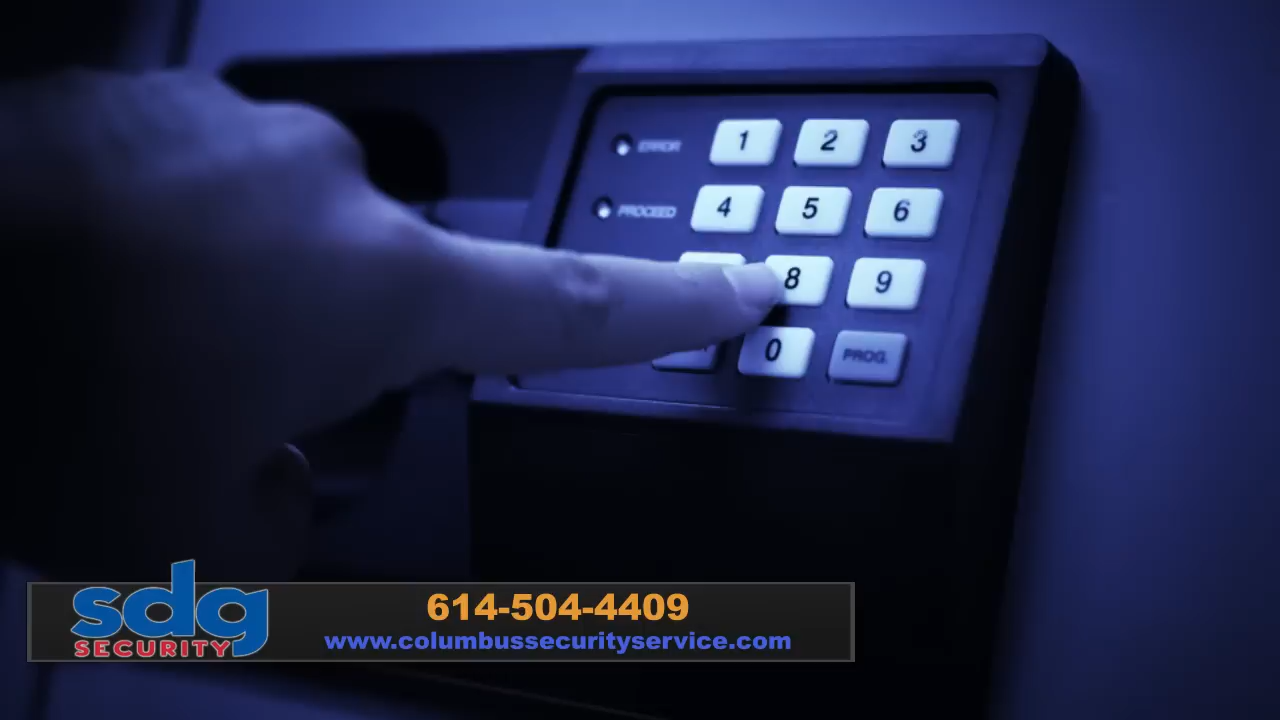 ERROR
1 2 3
PROCEED
4 5 6
8 9
0 PROG.
sdg
SECURITY
614-504-4409
www.columbussecurityservice.com